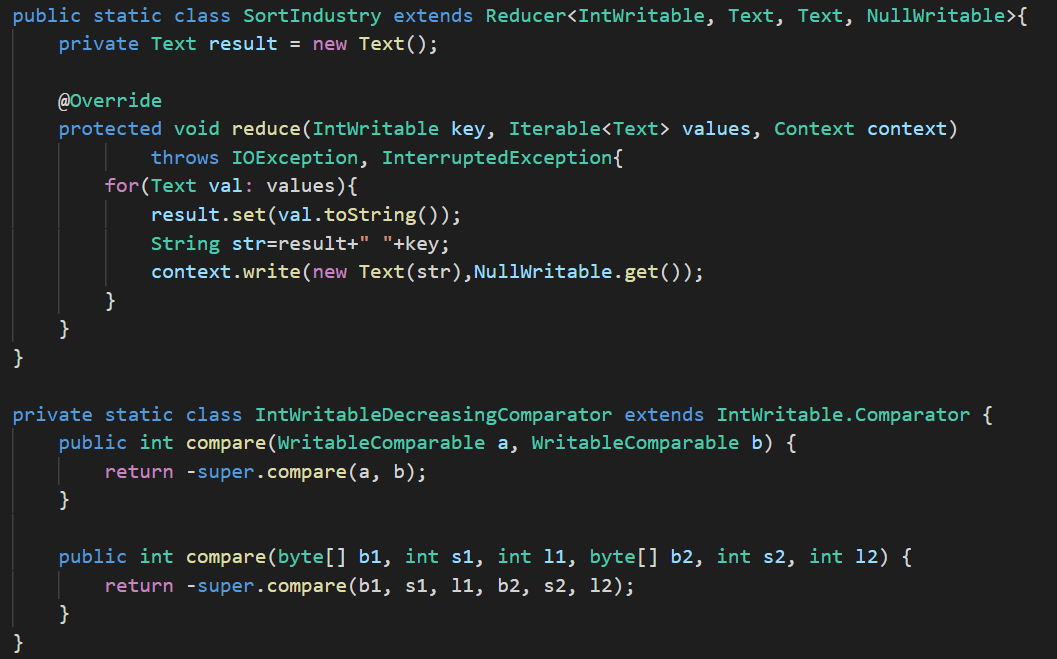 public static class SortIndustry extends Reducer<IntWritable, Text, Text, NullWritable>{
    private Text result = new Text();

    @Override
    protected void reduce(IntWritable key, Iterable<Text> values, Context context)
            throws IOException, InterruptedException{
        for(Text val: values){
            result.set(val.toString());
            String str=result+" "+key;
            context.write(new Text(str),NullWritable.get());
        }
    }
}

private static class IntWritableDecreasingComparator extends IntWritable.Comparator {
    public int compare(WritableComparable a, WritableComparable b) {
        return -super.compare(a, b);
    }

    public int compare(byte[] b1, int s1, int l1, byte[] b2, int s2, int l2) {
        return -super.compare(b1, s1, l1, b2, s2, l2);
    }
}